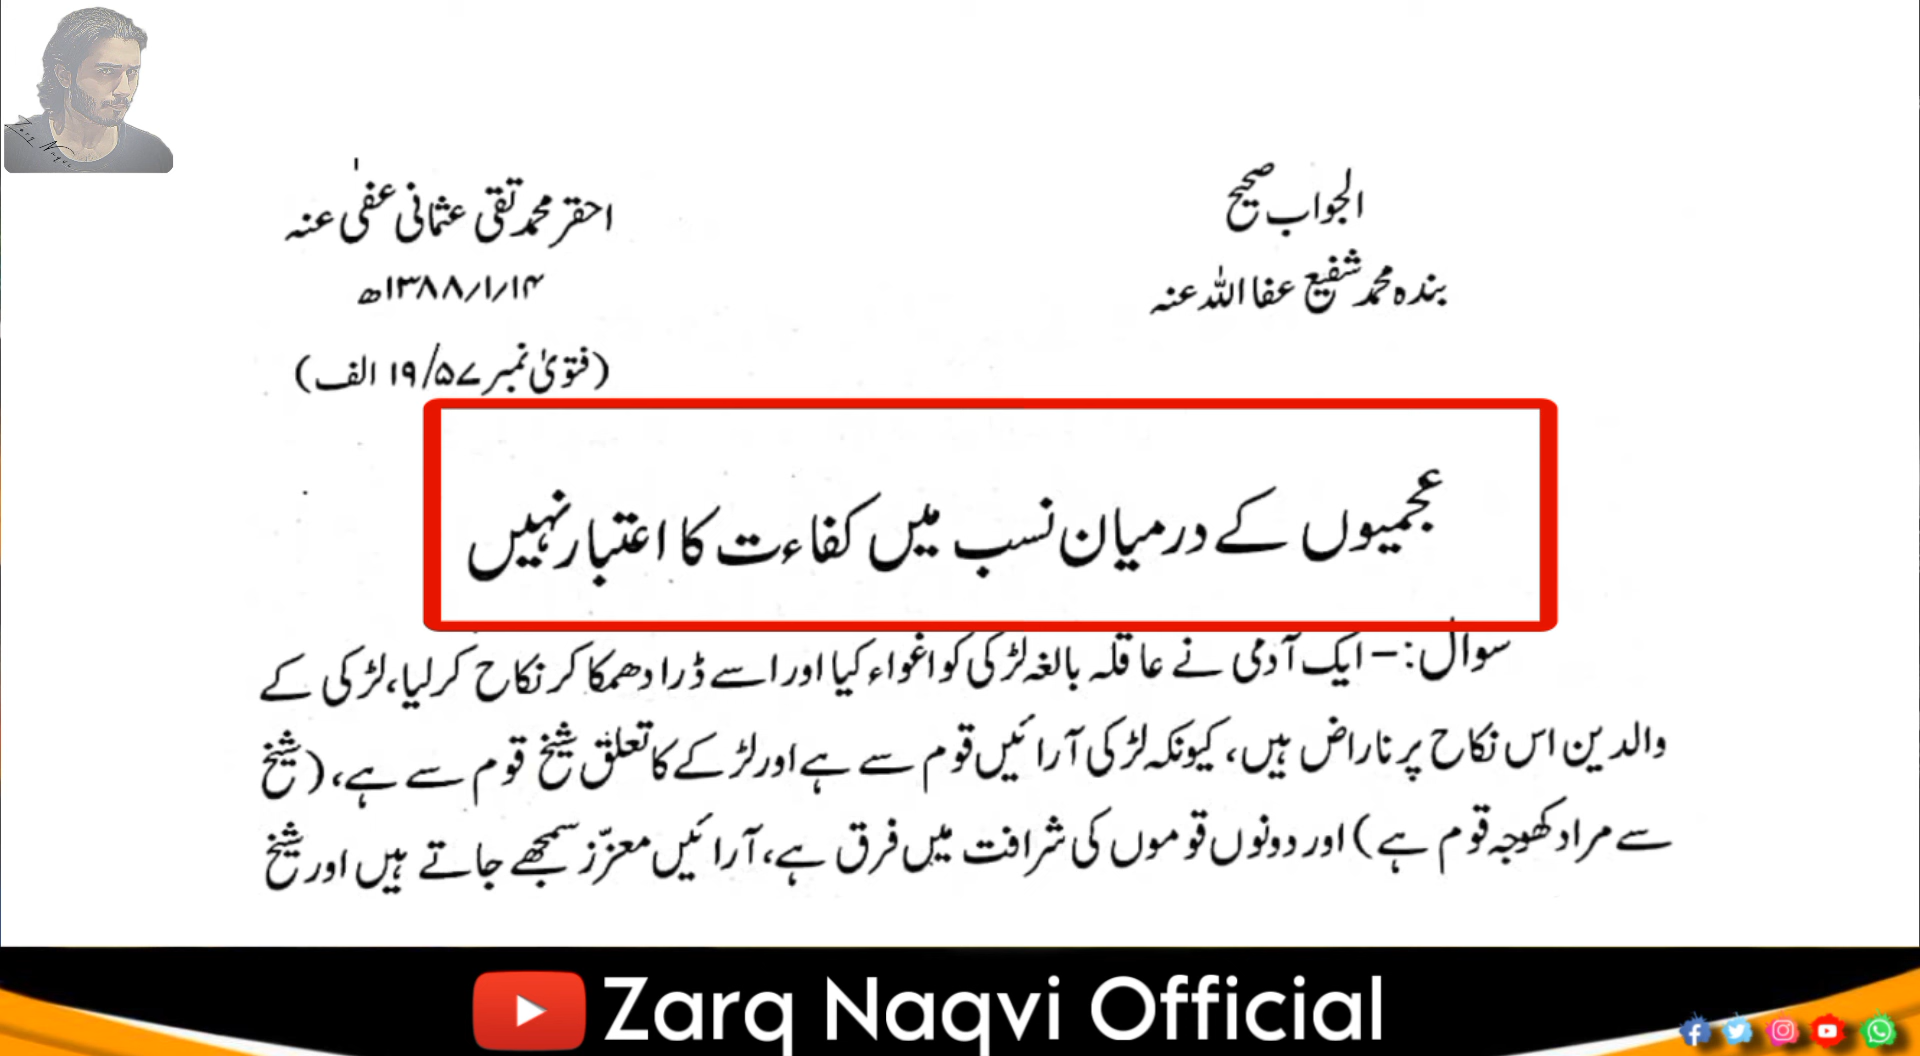 Zarq Naqvi
الجواب صحیح
احقر محمد تقی عثمانی عفی عنہ
بندہ محمد شفیع عفا اللہ عنہ
۱۳۸۸/۱/۱۴ھ
(فتویٰ نمبر ۱۹/۵۷ الف)
عجمیوں کے درمیان نسب میں کفاءت کا اعتبار نہیں
سوال:- ایک آدمی نے عاقلہ بالغہ لڑکی کو اغواء کیا اور اسے ڈرا دھمکا کر نکاح کرلیا، لڑکی کے
والدین اس نکاح پر ناراض ہیں، کیونکہ لڑکی آرائیں قوم سے ہے اور لڑکے کا تعلق شیخ قوم سے ہے، (شیخ
سے مراد کھوجہ قوم ہے) اور دونوں قوموں کی شرافت میں فرق ہے، آرائیں معزّز سمجھے جاتے ہیں اور شیخ
Zarq Naqvi Official